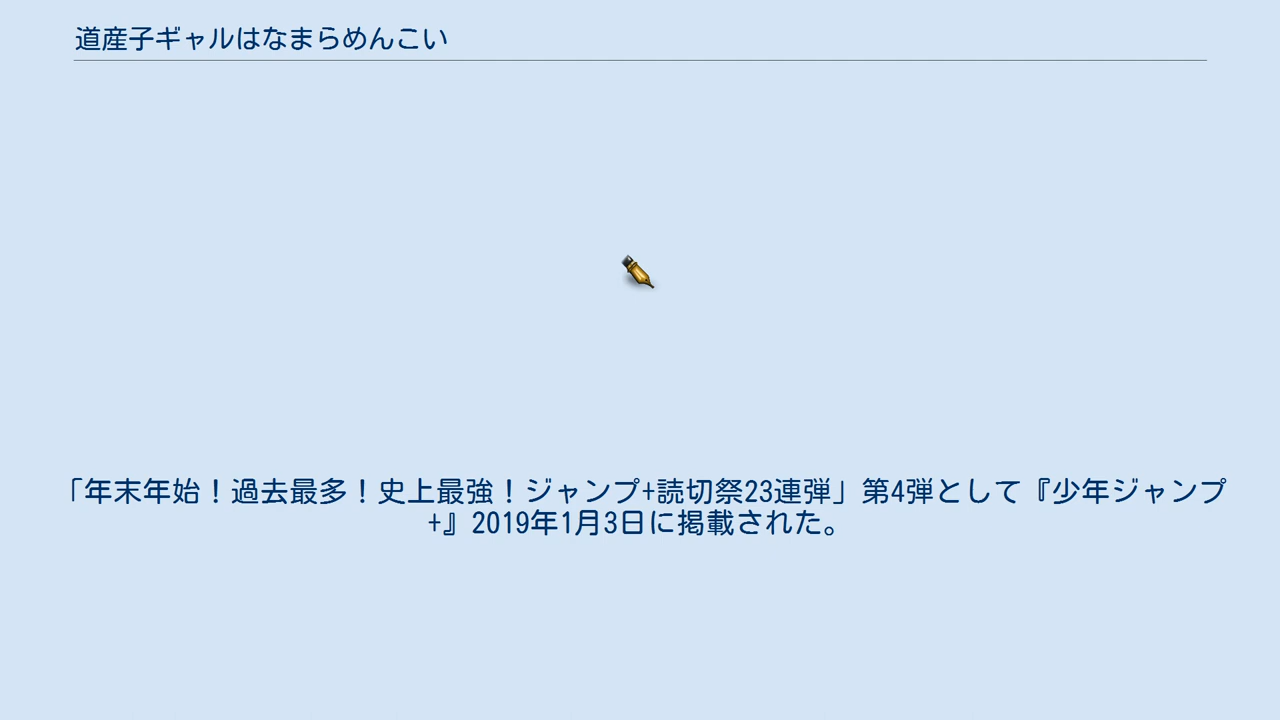 道産子ギャルはなまらめんこい
「年末年始！過去最多！史上最強！ジャンプ+読切祭23連弾」第4弾として『少年ジャンプ
+』2019年1月3日に掲載された。